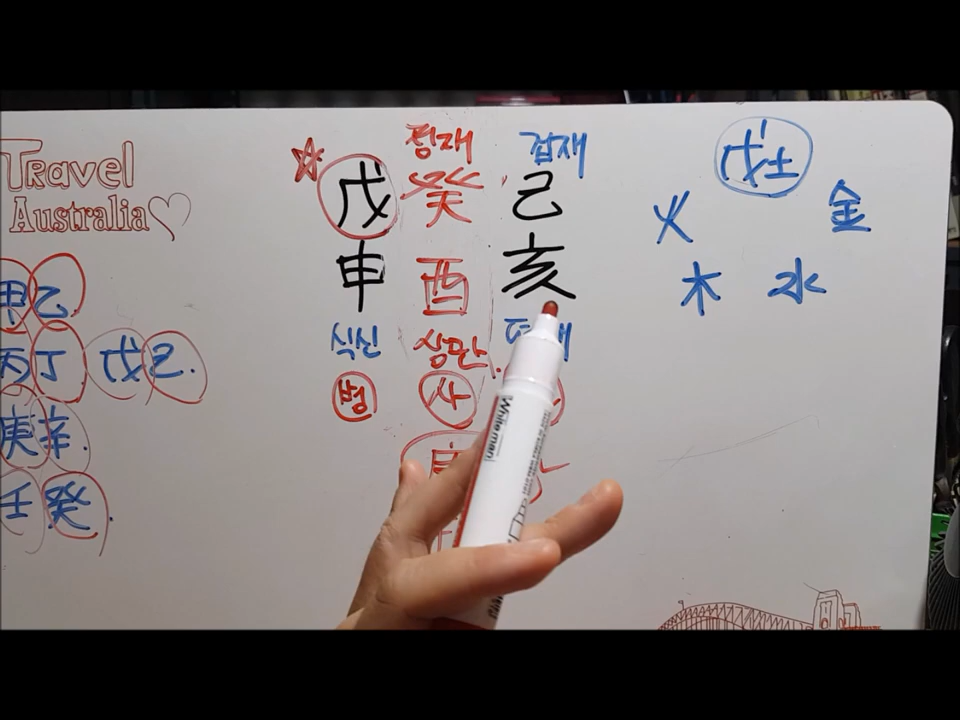 Travel
Australia
甲乙
丙丁 戊己.
庚辛.
壬癸.
정재 겁재
戊 癸 己
申 酉 亥
식신 상관
병 사
Whiteman
戊土
火 金
木 水